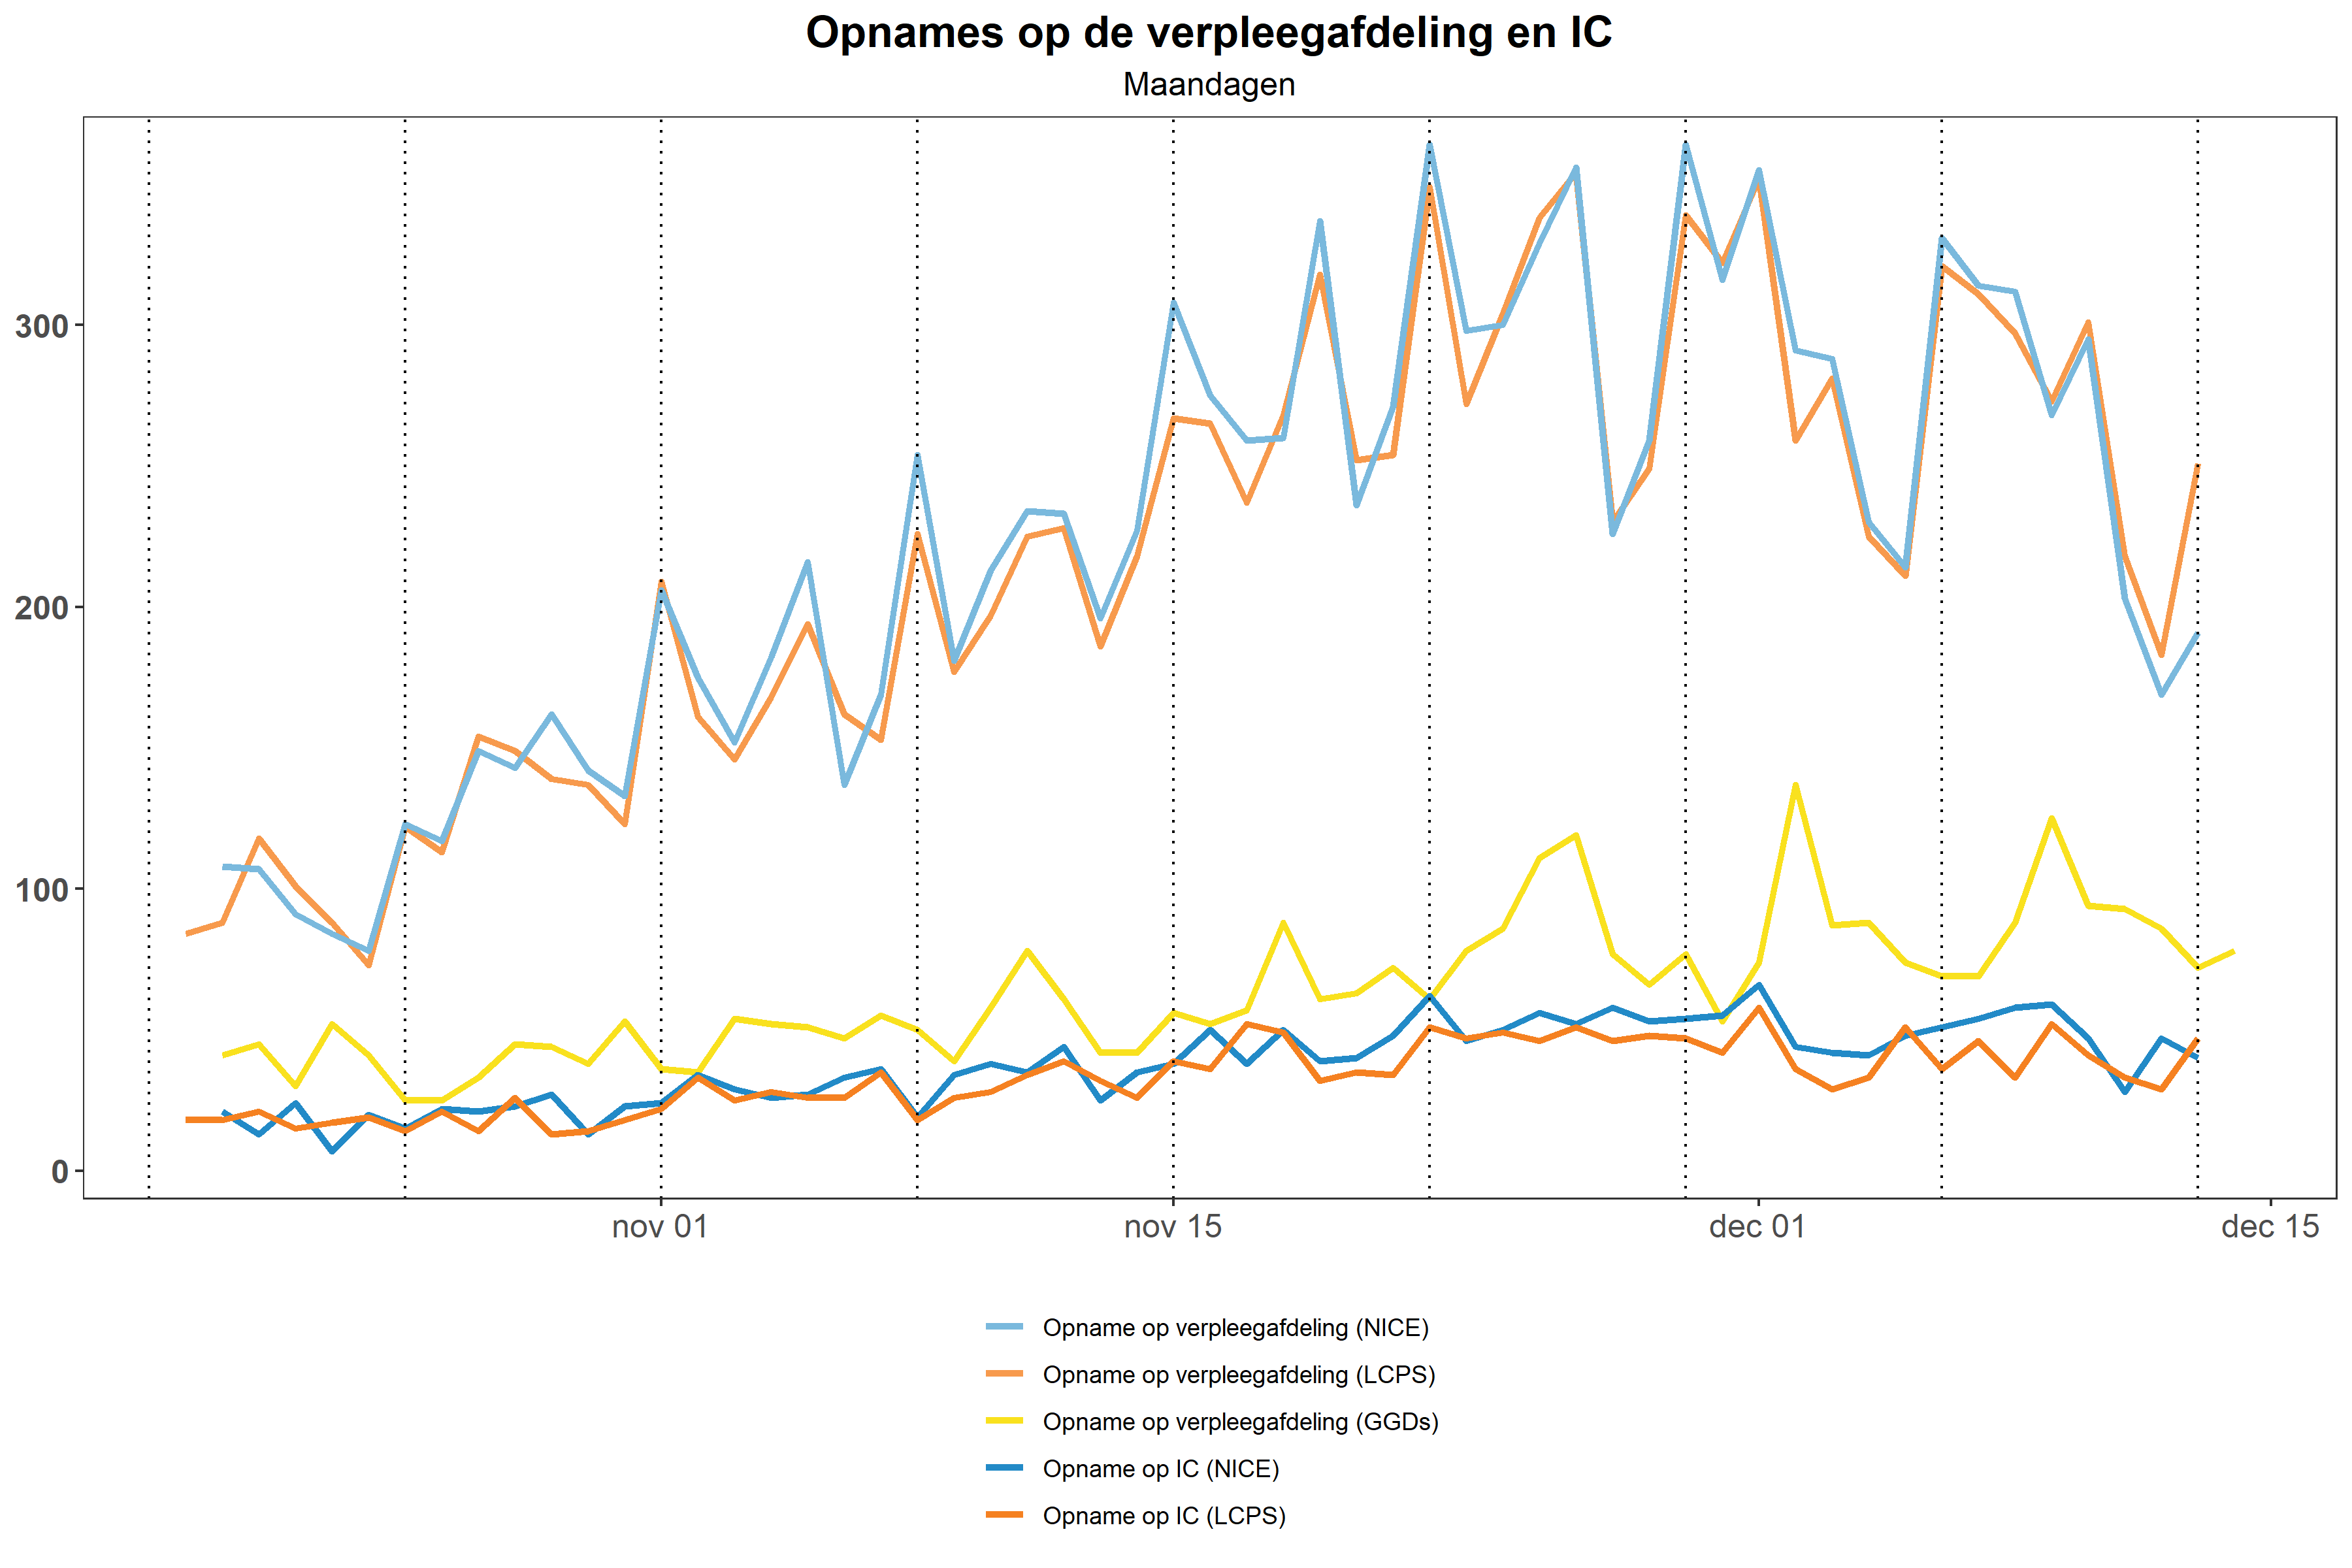 Opnames op de verpleegafdeling en IC
Maandagen
300
200
100
0
nov 01 nov 15 dec 01 dec 15
Opname op verpleegafdeling (NICE)
Opname op verpleegafdeling (LCPS)
Opname op verpleegafdeling (GGDs)
Opname op IC (NICE)
Opname op IC (LCPS)